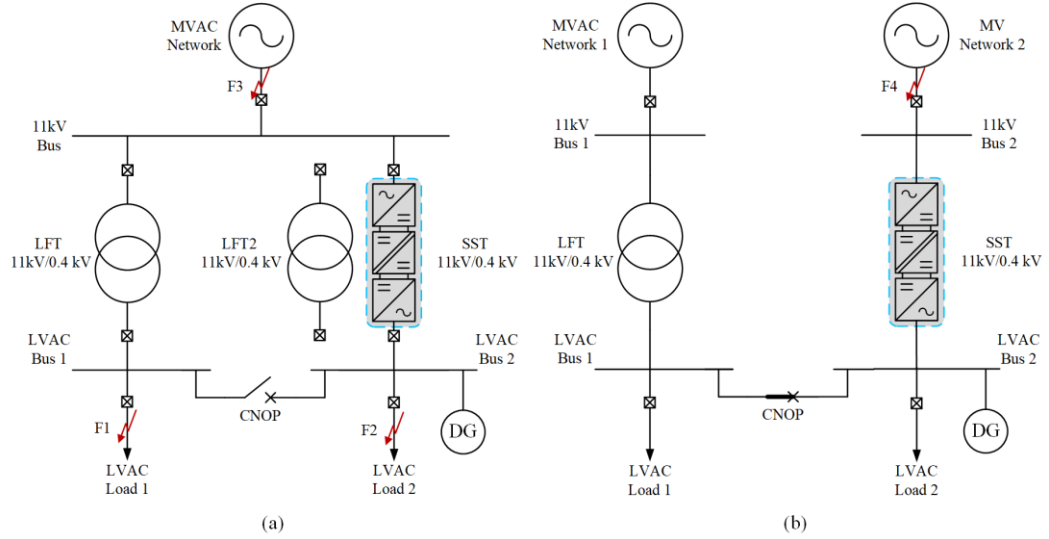 MVAC
Network
F3
11kV
Bus
LFT
11kV/0.4 kV
LFT2
11kV/0.4 kV
SST
11kV/0.4 kV
LVAC
Bus 1
LVAC
Bus 2
CNOP
F1
F2
DG
LVAC
Load 1
LVAC
Load 2
(a)
MVAC
Network 1
MV
Network 2
F4
11kV
Bus 1
11kV
Bus 2
LFT
11kV/0.4 kV
SST
11kV/0.4 kV
LVAC
Bus 1
LVAC
Bus 2
CNOP
DG
LVAC
Load 1
LVAC
Load 2
(b)